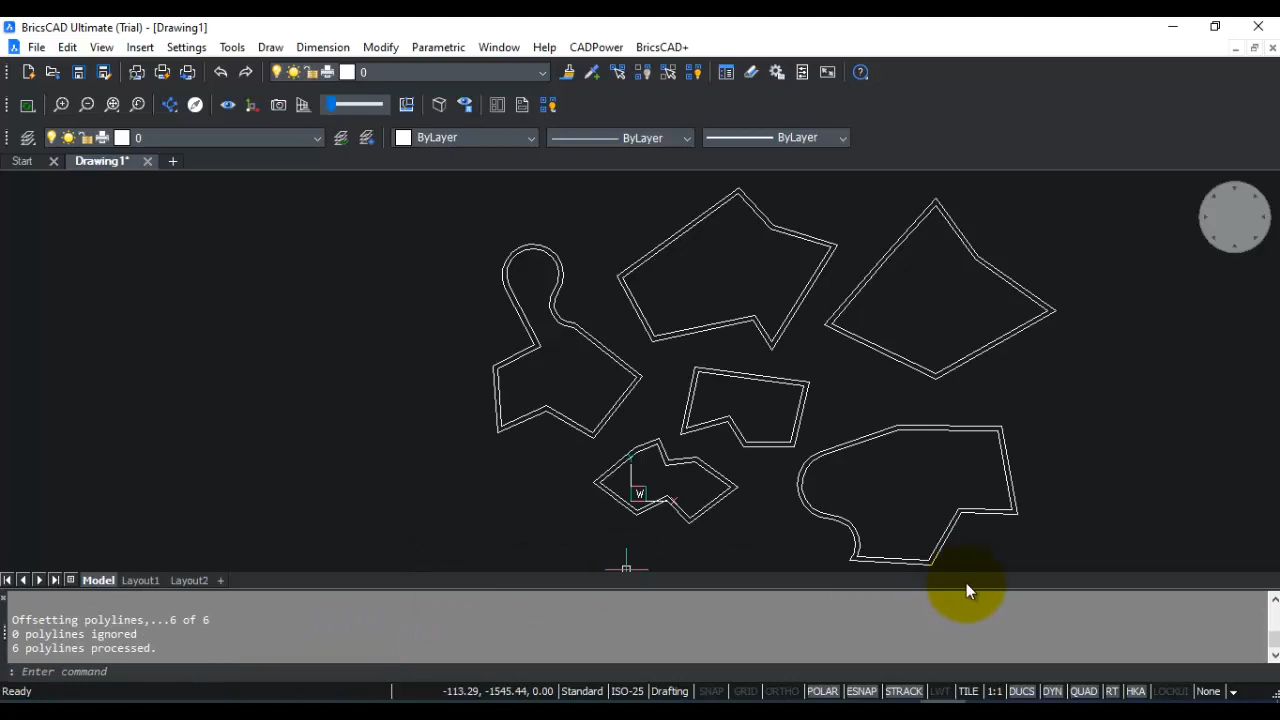 BricsCAD Ultimate (Trial) - [Drawing1]
File Edit View Insert Settings Tools Draw Dimension Modify Parametric Window Help CADPower BricsCAD+
0
0 ByLayer ByLayer ByLayer
Start Drawing1*
W
Model Layout1 Layout2
Offsetting polylines,...6 of 6
0 polylines ignored
6 polylines processed.
: Enter command
Ready -113.29, -1545.44, 0.00 Standard ISO-25 Drafting SNAP GRID ORTHO POLAR ESNAP STRACK LWT TILE 1:1 DUCS DYN QUAD RT HKA LOCKUI None